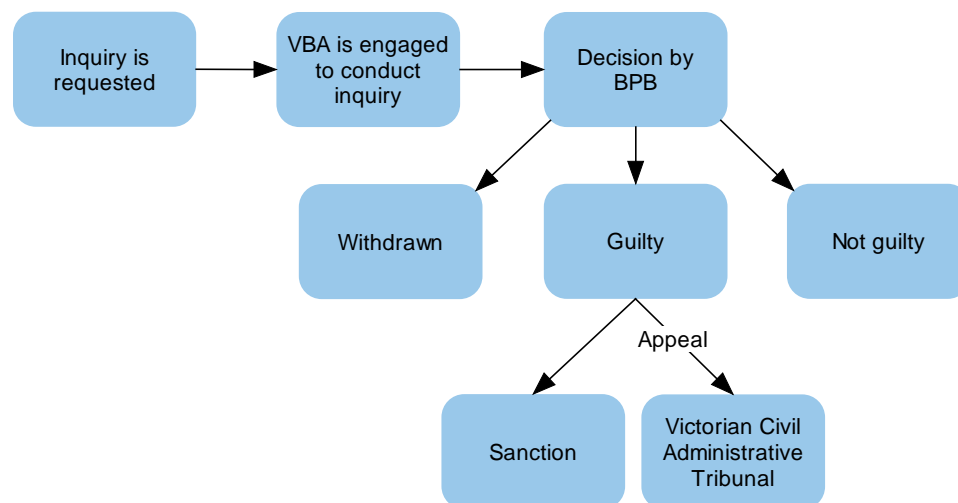 Inquiry is
requested
VBA is engaged
to conduct
inquiry
Decision by
BPB
Withdrawn
Guilty
Not guilty
Appeal
Sanction
Victorian Civil
Administrative
Tribunal